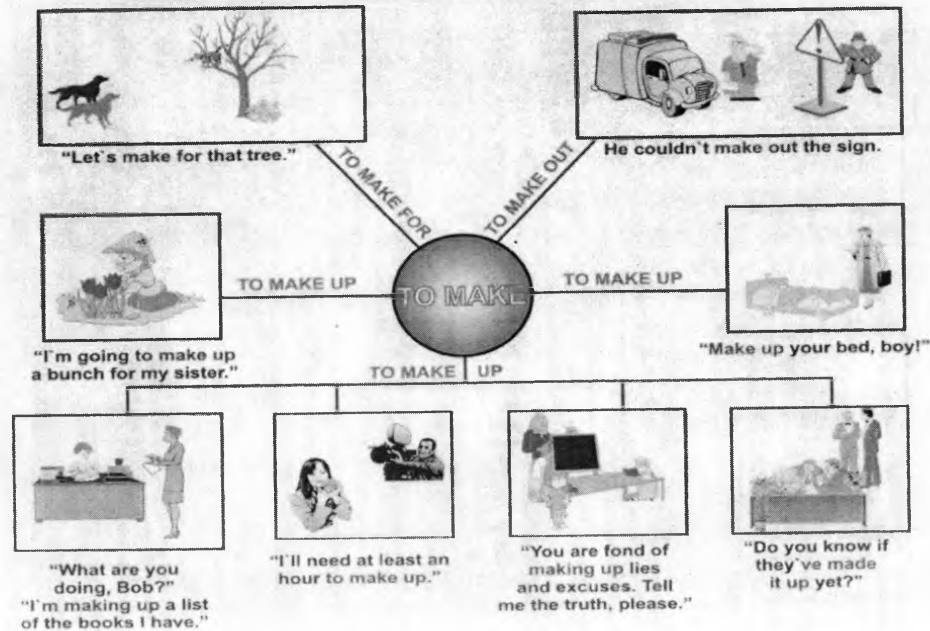 "Let`s make for that tree."
He couldn`t make out the sign.
TO MAKE FOR
TO MAKE OUT
TO MAKE UP
TO MAKE
TO MAKE UP
"I`m going to make up
a bunch for my sister."
"Make up your bed, boy!"
TO MAKE UP
"What are you
doing, Bob?"
"I`m making up a list
of the books I have."
"I`ll need at least an
hour to make up."
"You are fond of
making up lies
and excuses. Tell
me the truth, please."
"Do you know if
they`ve made
it up yet?"